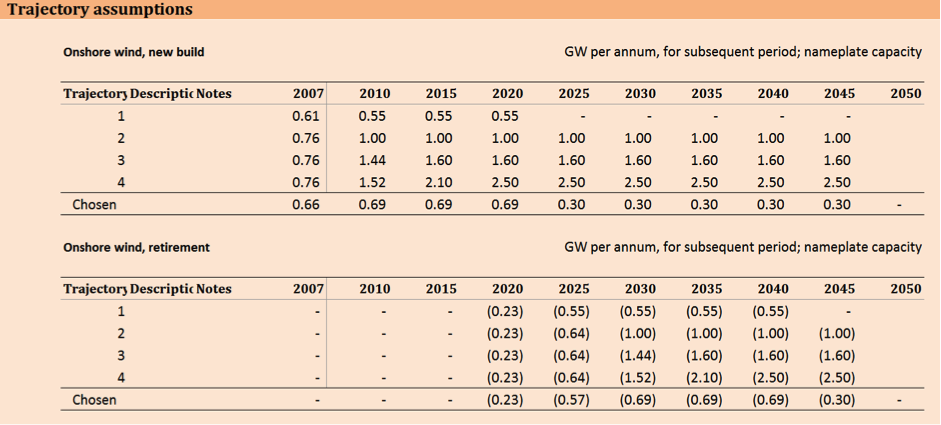 Trajectory assumptions
Onshore wind, new build GW per annum, for subsequent period; nameplate capacity
Trajectory Descriptic Notes 2007 2010 2015 2020 2025 2030 2035 2040 2045 2050
1 0.61 0.55 0.55 0.55 - - - - -
2 0.76 1.00 1.00 1.00 1.00 1.00 1.00 1.00 1.00
3 0.76 1.44 1.60 1.60 1.60 1.60 1.60 1.60 1.60
4 0.76 1.52 2.10 2.50 2.50 2.50 2.50 2.50 2.50
Chosen 0.66 0.69 0.69 0.69 0.30 0.30 0.30 0.30 0.30 -
Onshore wind, retirement GW per annum, for subsequent period; nameplate capacity
Trajectory Descriptic Notes 2007 2010 2015 2020 2025 2030 2035 2040 2045 2050
1 - - - (0.23) (0.55) (0.55) (0.55) (0.55) -
2 - - - (0.23) (0.64) (1.00) (1.00) (1.00) (1.00)
3 - - - (0.23) (0.64) (1.44) (1.60) (1.60) (1.60)
4 - - - (0.23) (0.64) (1.52) (2.10) (2.50) (2.50)
Chosen - - - (0.23) (0.57) (0.69) (0.69) (0.69) (0.30) -